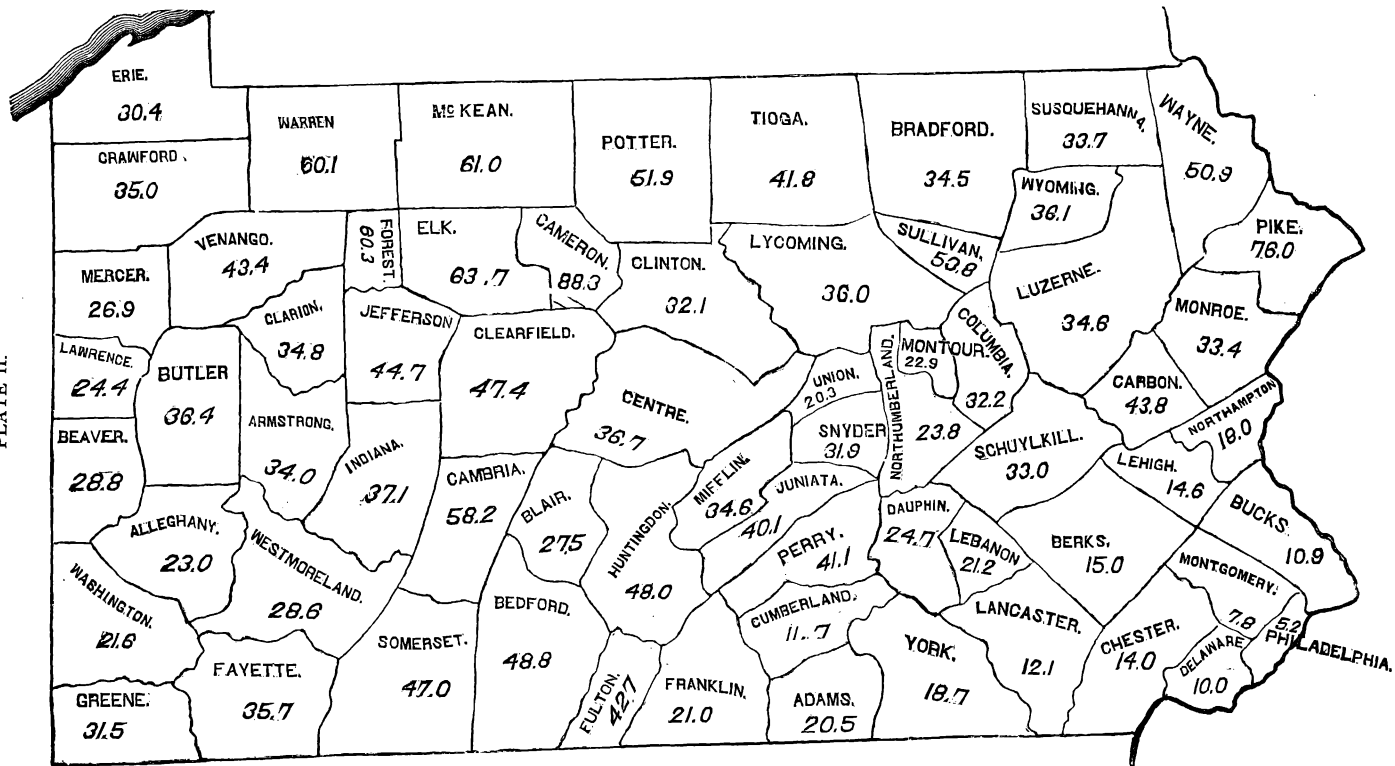 PLATE II.
ERIE.
30.4
CRAWFORD.
35.0
WARREN
60.1
McKEAN.
61.0
POTTER.
51.9
TIOGA.
41.8
BRADFORD.
34.5
SUSQUEHANNA.
33.7
WAYNE.
50.9
WYOMING.
36.1
PIKE.
76.0
VENANGO.
43.4
FOREST.
80.3
ELK.
63.7
CAMERON.
88.3
CLINTON.
32.1
LYCOMING.
36.0
SULLIVAN.
53.8
LUZERNE.
34.6
MONROE.
33.4
MERCER.
26.9
CLARION.
34.8
JEFFERSON
44.7
CLEARFIELD.
47.4
COLUMBIA.
32.2
MONTOUR.
22.9
NORTHUMBERLAND.
23.8
UNION.
20.3
SNYDER
31.9
CARBON.
43.8
NORTHAMPTON
18.0
LAWRENCE.
24.4
BUTLER
36.4
ARMSTRONG.
34.0
INDIANA.
37.1
CENTRE.
36.7
MIFFLIN.
34.6
JUNIATA.
40.1
SCHUYLKILL.
33.0
LEHIGH.
14.6
BUCKS
10.9
BEAVER.
28.8
ALLEGHANY.
23.0
WESTMORELAND.
28.6
CAMBRIA.
58.2
BLAIR.
27.5
HUNTINGDON.
48.0
PERRY.
41.1
DAUPHIN.
24.7
LEBANON
21.2
BERKS.
15.0
MONTGOMERY.
7.8
WASHINGTON.
21.6
BEDFORD.
48.8
CUMBERLAND.
11.7
LANCASTER.
12.1
CHESTER.
14.0
DELAWARE
10.0
5.2
PHILADELPHIA.
GREENE.
31.5
FAYETTE.
35.7
SOMERSET.
47.0
FULTON.
42.7
FRANKLIN.
21.0
ADAMS.
20.5
YORK.
18.7